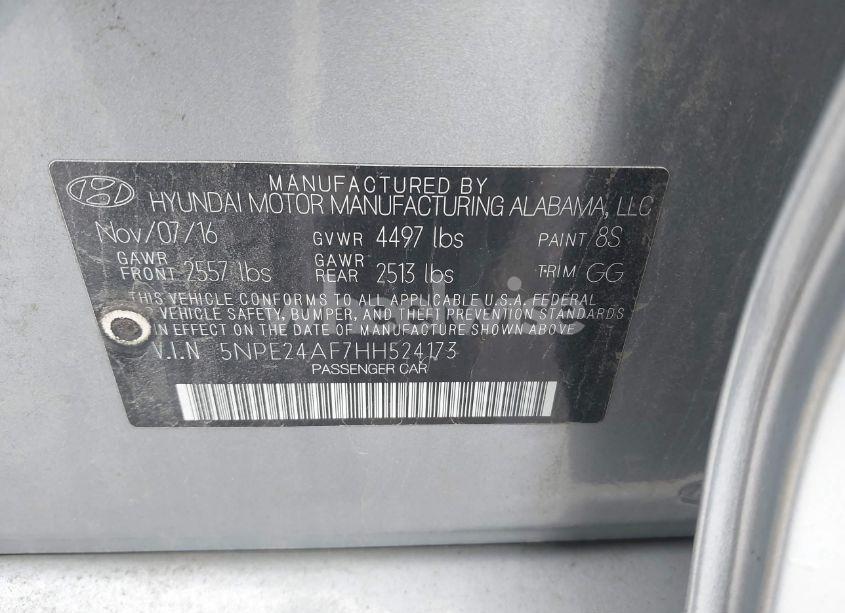 MANUFACTURED BY
HYUNDAI MOTOR MANUFACTURING ALABAMA, LLC
Nov/07/16 GVWR 4497 lbs PAINT 8S
GAWR FRONT 2557 lbs GAWR REAR 2513 lbs TRIM GG
THIS VEHICLE CONFORMS TO ALL APPLICABLE U.S.A. FEDERAL
VEHICLE SAFETY, BUMPER, AND THEFT PREVENTION STANDARDS
IN EFFECT ON THE DATE OF MANUFACTURE SHOWN ABOVE
V.I.N 5NPE24AF7HH524173
PASSENGER CAR